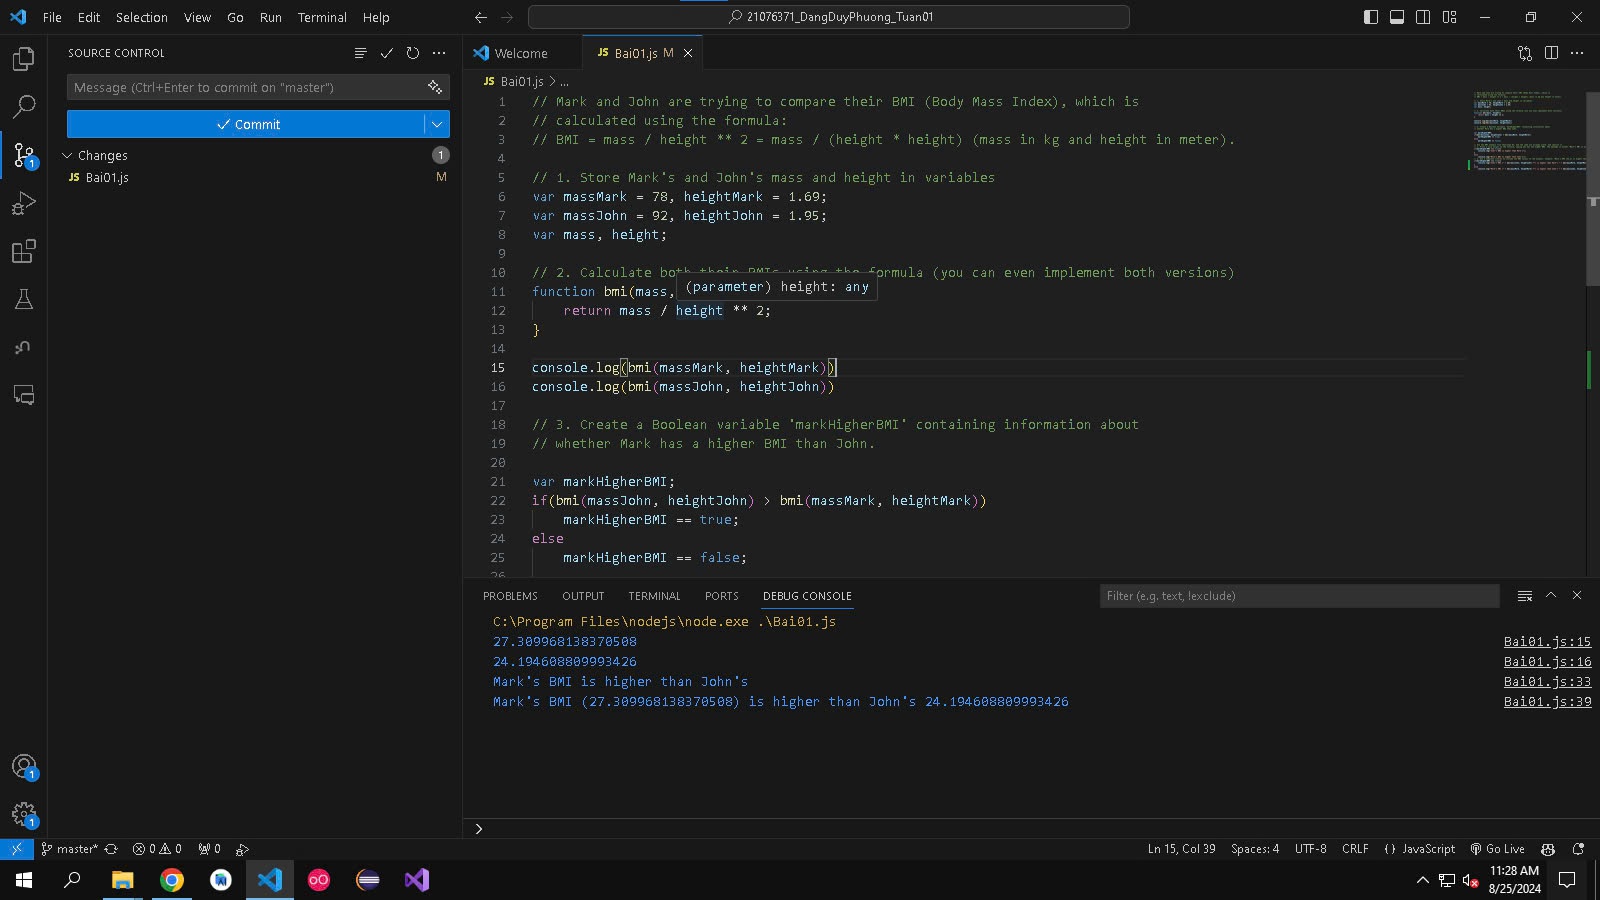 File Edit Selection View Go Run Terminal Help
21076371_DangDuyPhuong_Tuan01
SOURCE CONTROL
Message (Ctrl+Enter to commit on "master")
Commit
Changes 1
JS Bai01.js M
1
1
1
Welcome
JS Bai01.js M
JS Bai01.js > ...
1 // Mark and John are trying to compare their BMI (Body Mass Index), which is
2 // calculated using the formula:
3 // BMI = mass / height ** 2 = mass / (height * height) (mass in kg and height in meter).
4
5 // 1. Store Mark's and John's mass and height in variables
6 var massMark = 78, heightMark = 1.69;
7 var massJohn = 92, heightJohn = 1.95;
8 var mass, height;
9
10 // 2. Calculate both their BMIs using the formula (you can even implement both versions)
(parameter) height: any
11 function bmi(mass,
12 return mass / height ** 2;
13 }
14
15 console.log(bmi(massMark, heightMark))
16 console.log(bmi(massJohn, heightJohn))
17
18 // 3. Create a Boolean variable 'markHigherBMI' containing information about
19 // whether Mark has a higher BMI than John.
20
21 var markHigherBMI;
22 if(bmi(massJohn, heightJohn) > bmi(massMark, heightMark))
23 markHigherBMI == true;
24 else
25 markHigherBMI == false;
26
PROBLEMS OUTPUT TERMINAL PORTS DEBUG CONSOLE
Filter (e.g. text, !exclude)
C:\Program Files\nodejs\node.exe .\Bai01.js
27.309968138370508 Bai01.js:15
24.194608809993426 Bai01.js:16
Mark's BMI is higher than John's Bai01.js:33
Mark's BMI (27.309968138370508) is higher than John's 24.194608809993426 Bai01.js:39
master* 0 0 0
Ln 15, Col 39 Spaces: 4 UTF-8 CRLF {} JavaScript Go Live
11:28 AM
8/25/2024